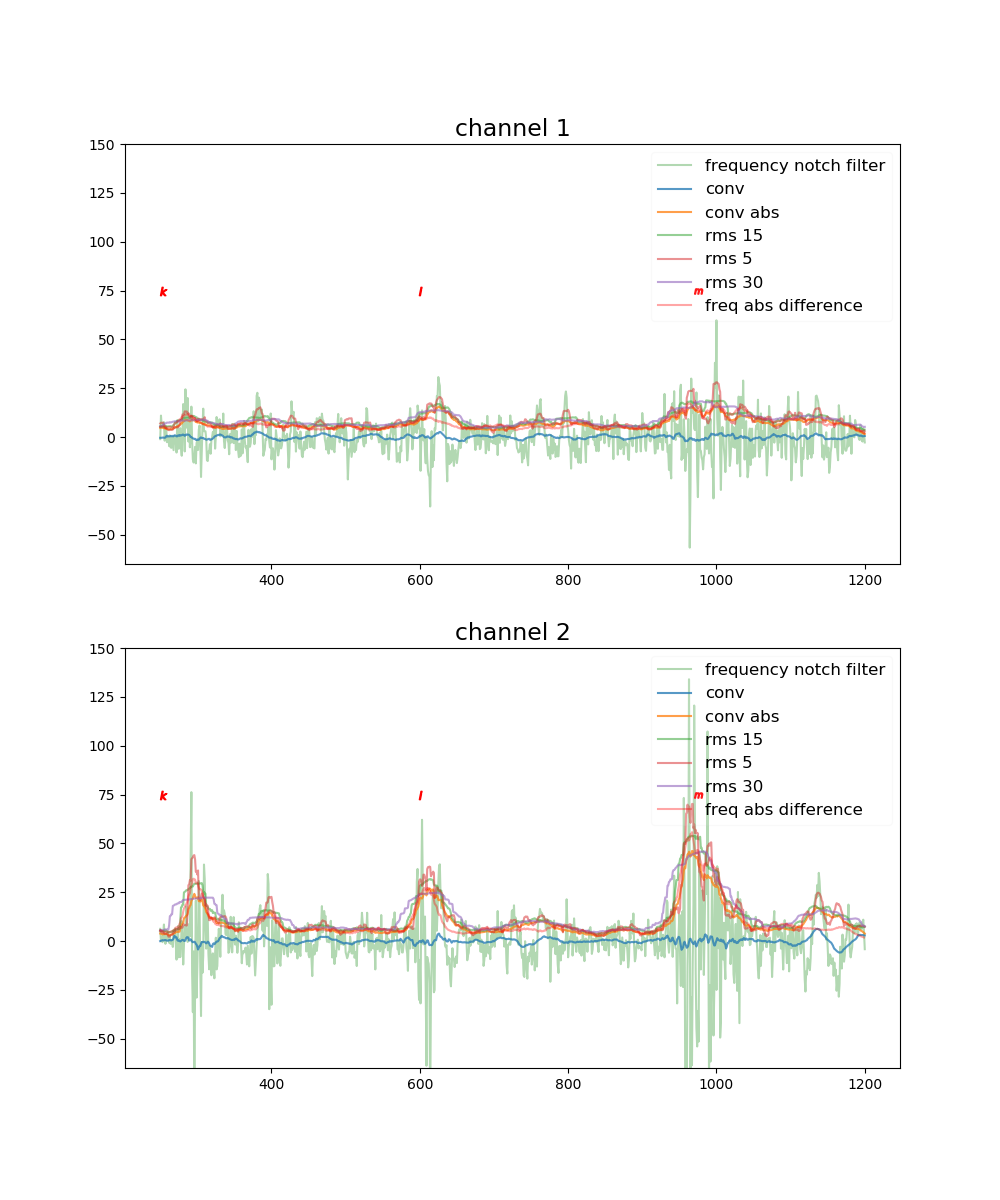 channel 1
150
125
100
75
50
25
0
−25
−50
frequency notch filter
conv
conv abs
rms 15
rms 5
rms 30
freq abs difference
k
l
m
400 600 800 1000 1200
channel 2
150
125
100
75
50
25
0
−25
−50
frequency notch filter
conv
conv abs
rms 15
rms 5
rms 30
freq abs difference
k
l
m
400 600 800 1000 1200